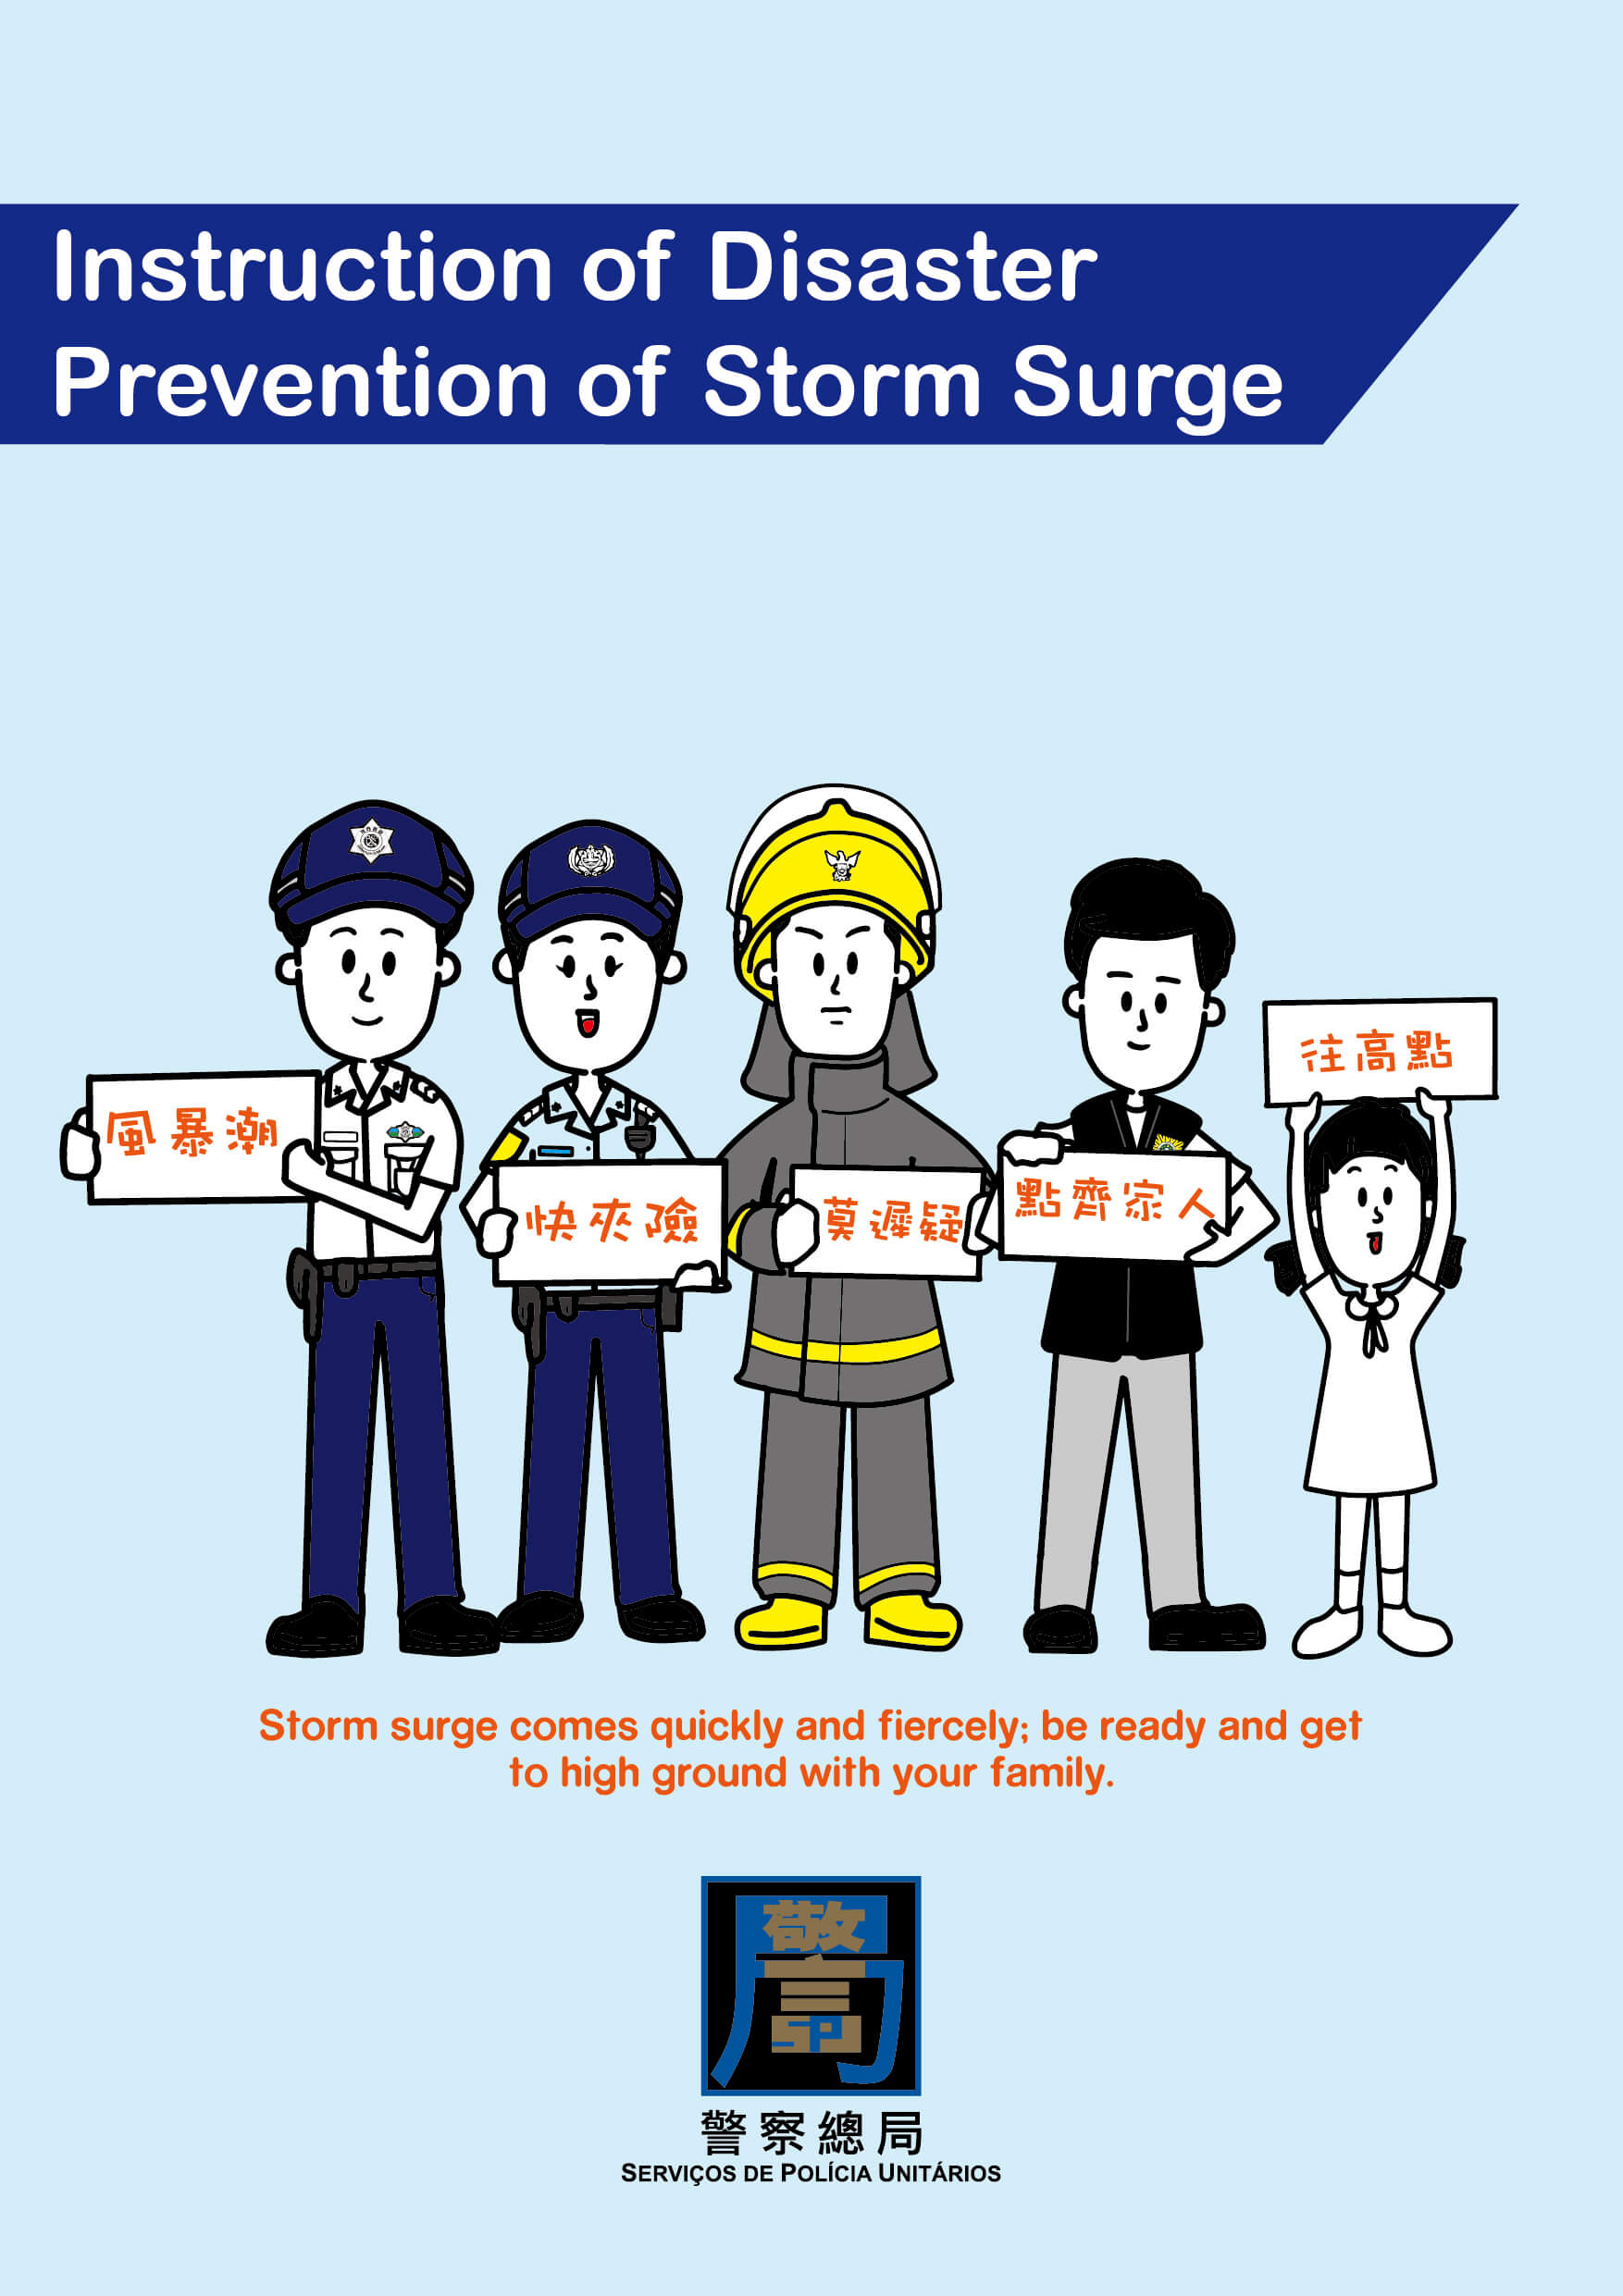 Instruction of Disaster
Prevention of Storm Surge
風暴潮
快夾險
莫遲疑
點齊家人
往高點
Storm surge comes quickly and fiercely; be ready and get
to high ground with your family.
警察總局
SERVIÇOS DE POLÍCIA UNITÁRIOS